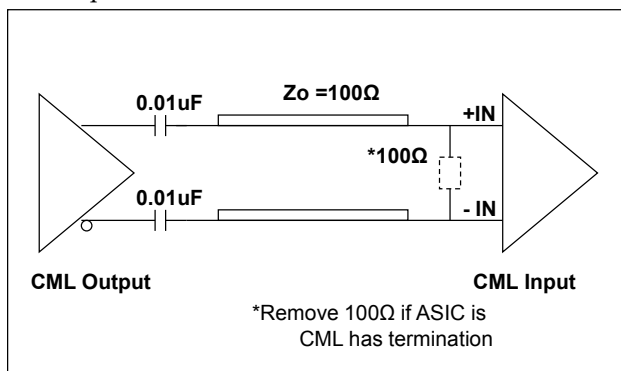 0.01uF
Zo =100Ω
+IN
*100Ω
0.01uF
- IN
CML Output
CML Input
*Remove 100Ω if ASIC is
CML has termination